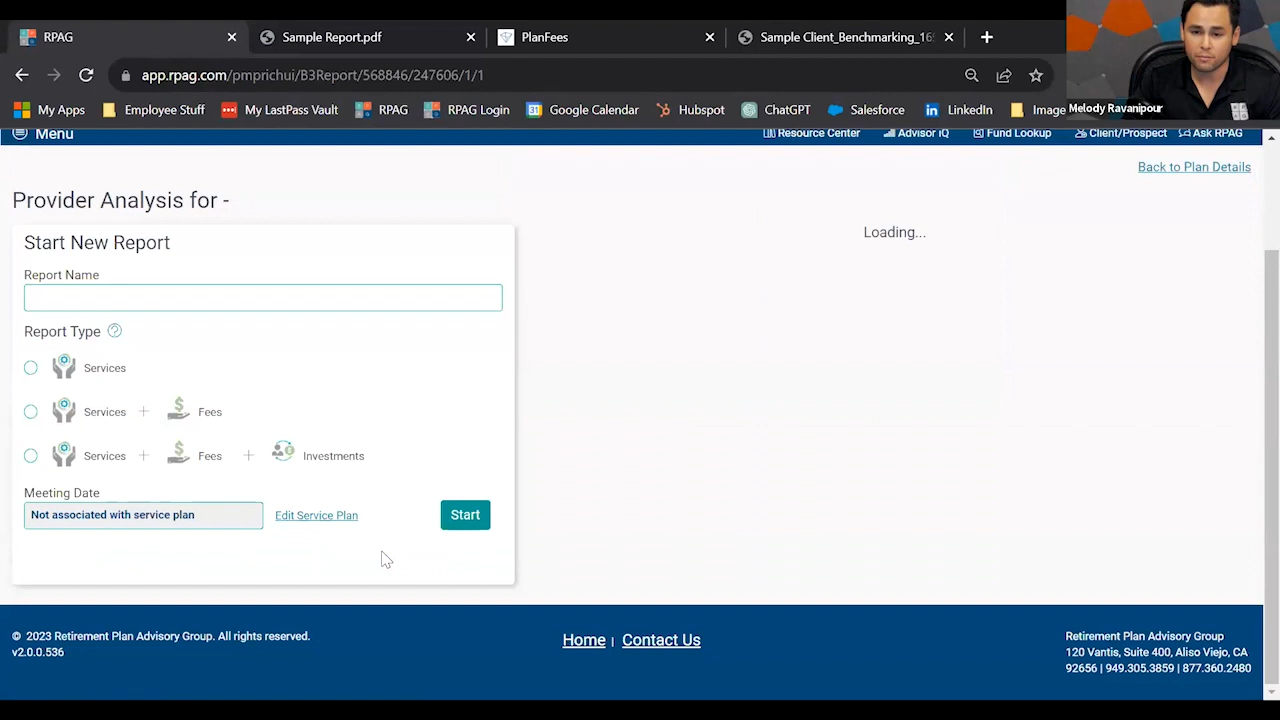 RPAG
Sample Report.pdf
PlanFees
Sample Client_Benchmarking_165
app.rpag.com/pmprichui/B3Report/568846/247606/1/1
My Apps Employee Stuff My LastPass Vault RPAG RPAG Login Google Calendar Hubspot ChatGPT Salesforce LinkedIn Image
Melody Ravanipour
Menu
Resource Center Advisor iQ Fund Lookup Client/Prospect Ask RPAG
Back to Plan Details
Provider Analysis for -
Start New Report
Loading...
Report Name
Report Type ?
Services
Services + Fees
Services + Fees + Investments
Meeting Date
Not associated with service plan Edit Service Plan Start
© 2023 Retirement Plan Advisory Group. All rights reserved.
v2.0.0.536
Home | Contact Us
Retirement Plan Advisory Group
120 Vantis, Suite 400, Aliso Viejo, CA
92656 | 949.305.3859 | 877.360.2480